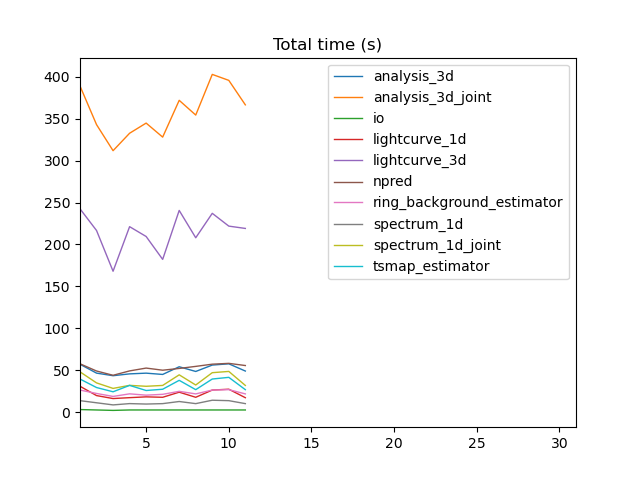 Total time (s)
400
350
300
250
200
150
100
50
0
5
10
15
20
25
30
analysis_3d
analysis_3d_joint
io
lightcurve_1d
lightcurve_3d
npred
ring_background_estimator
spectrum_1d
spectrum_1d_joint
tsmap_estimator